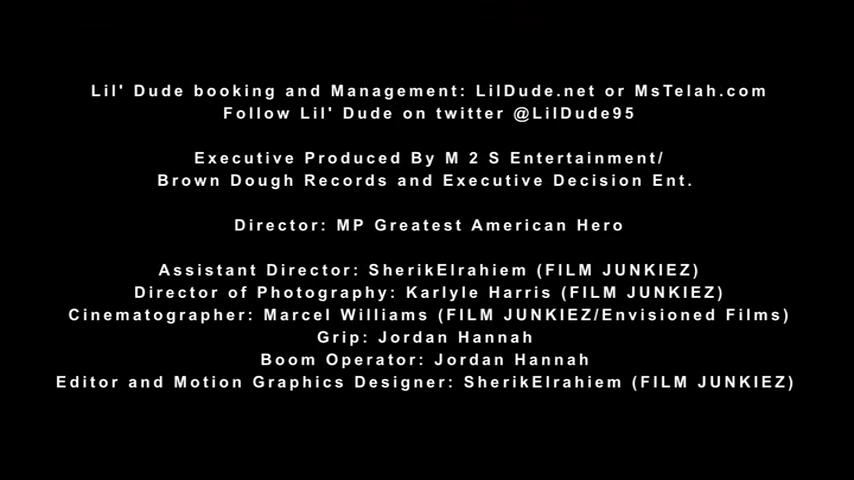 Lil' Dude booking and Management: LilDude.net or MsTelah.com
Follow Lil' Dude on twitter @LilDude95
Executive Produced By M 2 S Entertainment/
Brown Dough Records and Executive Decision Ent.
Director: MP Greatest American Hero
Assistant Director: SherikElrahiem (FILM JUNKIEZ)
Director of Photography: Karlyle Harris (FILM JUNKIEZ)
Cinematographer: Marcel Williams (FILM JUNKIEZ/Envisioned Films)
Grip: Jordan Hannah
Boom Operator: Jordan Hannah
Editor and Motion Graphics Designer: SherikElrahiem (FILM JUNKIEZ)